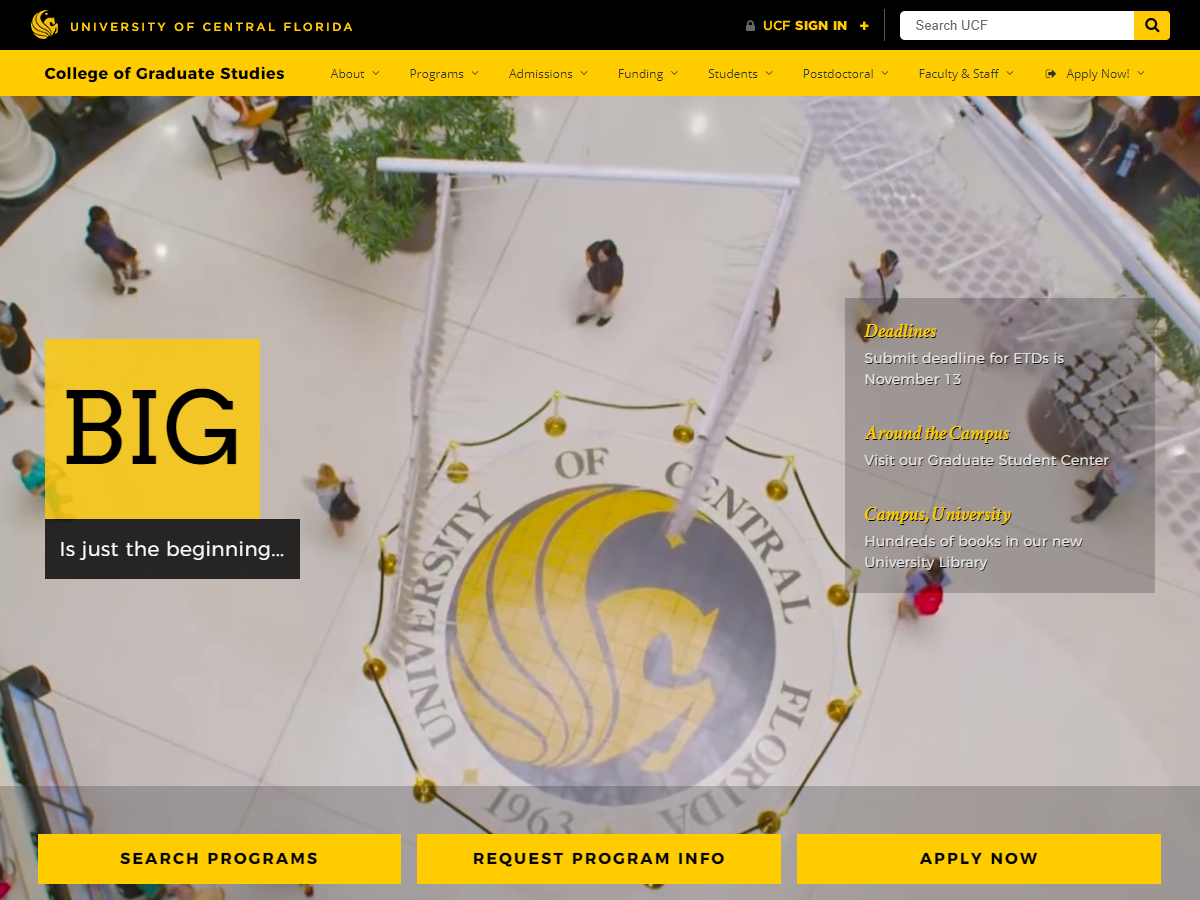 UNIVERSITY OF CENTRAL FLORIDA
UCF SIGN IN +
Search UCF
College of Graduate Studies
About
Programs
Admissions
Funding
Students
Postdoctoral
Faculty & Staff
Apply Now!
BIG
Is just the beginning...
Deadlines
Submit deadline for ETDs is
November 13
Around the Campus
Visit our Graduate Student Center
Campus, University
Hundreds of books in our new
University Library
UNIVERSITY OF CENTRAL FLORIDA
1963
SEARCH PROGRAMS
REQUEST PROGRAM INFO
APPLY NOW